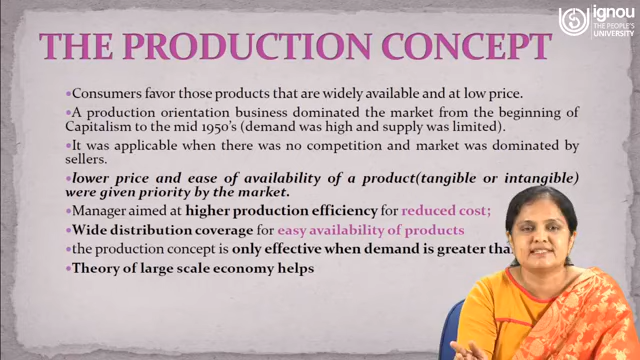 ignou
THE PEOPLE'S
UNIVERSITY
THE PRODUCTION CONCEPT
•Consumers favor those products that are widely available and at low price.
•A production orientation business dominated the market from the beginning of
Capitalism to the mid 1950's (demand was high and supply was limited).
•It was applicable when there was no competition and market was dominated by
sellers.
•lower price and ease of availability of a product(tangible or intangible)
were given priority by the market.
•Manager aimed at higher production efficiency for reduced cost;
•Wide distribution coverage for easy availability of products
•the production concept is only effective when demand is greater
•Theory of large scale economy helps